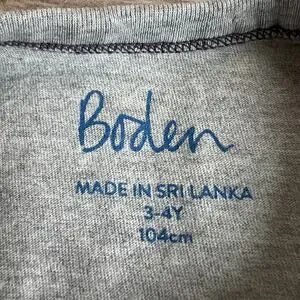 Boden
MADE IN SRI LANKA
3-4Y
104cm